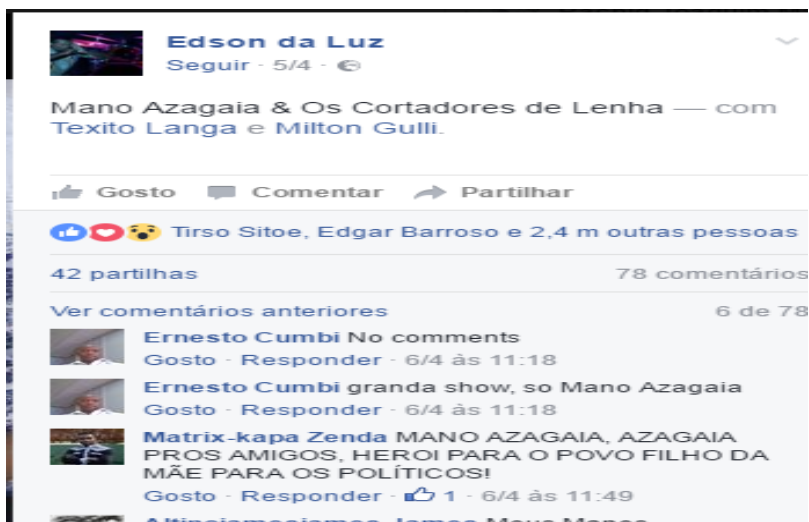 Edson da Luz
Seguir · 5/4 ·
Mano Azagaia & Os Cortadores de Lenha — com
Texito Langa e Milton Gulli.
Gosto Comentar Partilhar
Tirso Sitoe, Edgar Barroso e 2,4 m outras pessoas
42 partilhas 78 comentários
Ver comentários anteriores 6 de 78
Ernesto Cumbi No comments
Gosto · Responder · 6/4 às 11:18
Ernesto Cumbi granda show, so Mano Azagaia
Gosto · Responder · 6/4 às 11:18
Matrix-kapa Zenda MANO AZAGAIA, AZAGAIA
PROS AMIGOS, HEROI PARA O POVO FILHO DA
MÃE PARA OS POLÍTICOS!
Gosto · Responder · 1 · 6/4 às 11:49